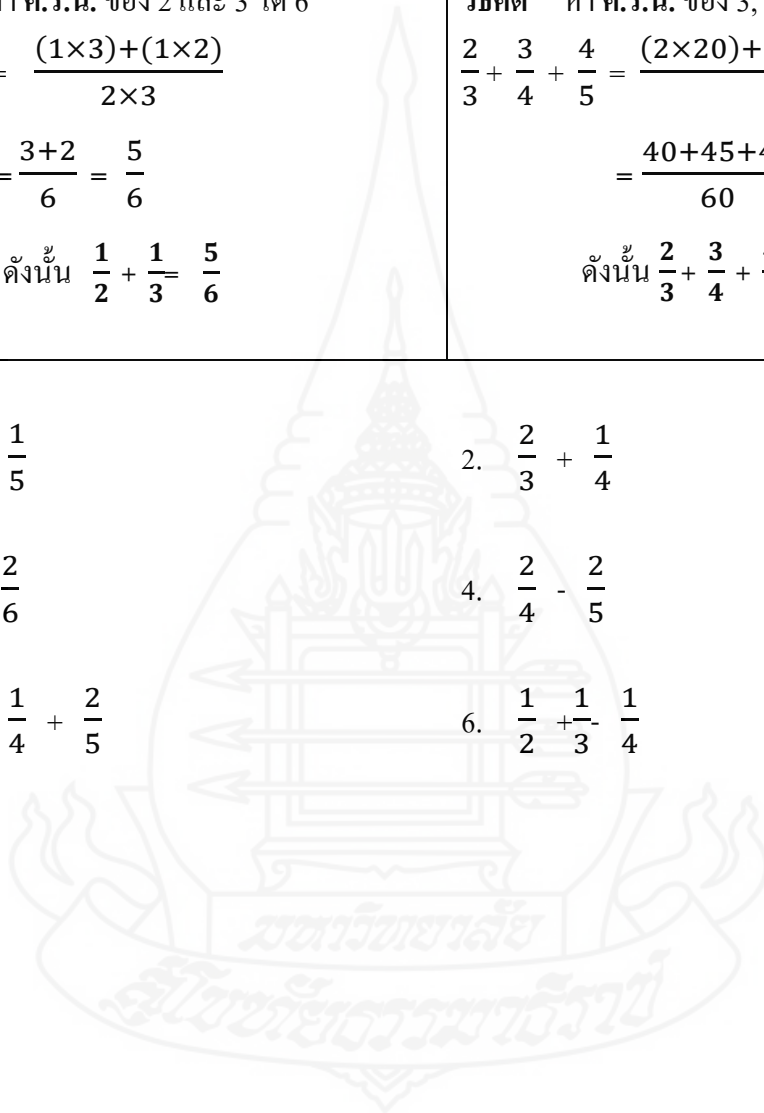 ค.ร.น. ของ 2 และ 3 ได้ 6
= (1×3)+(1×2) / 2×3
= 3+2 / 6 = 5/6
ดังนั้น 1/2 + 1/3 = 5/6
วิธีคิด หา ค.ร.น. ของ 3,
2/3 + 3/4 + 4/5 = (2×20)+
= 40+45+4 / 60
ดังนั้น 2/3 + 3/4 +
1/5
2. 2/3 + 1/4
2/6
4. 2/4 - 2/5
1/4 + 2/5
6. 1/2 + 1/3 - 1/4
มหาวิทยาลัย
สุโขทัยธรรมาธิราช